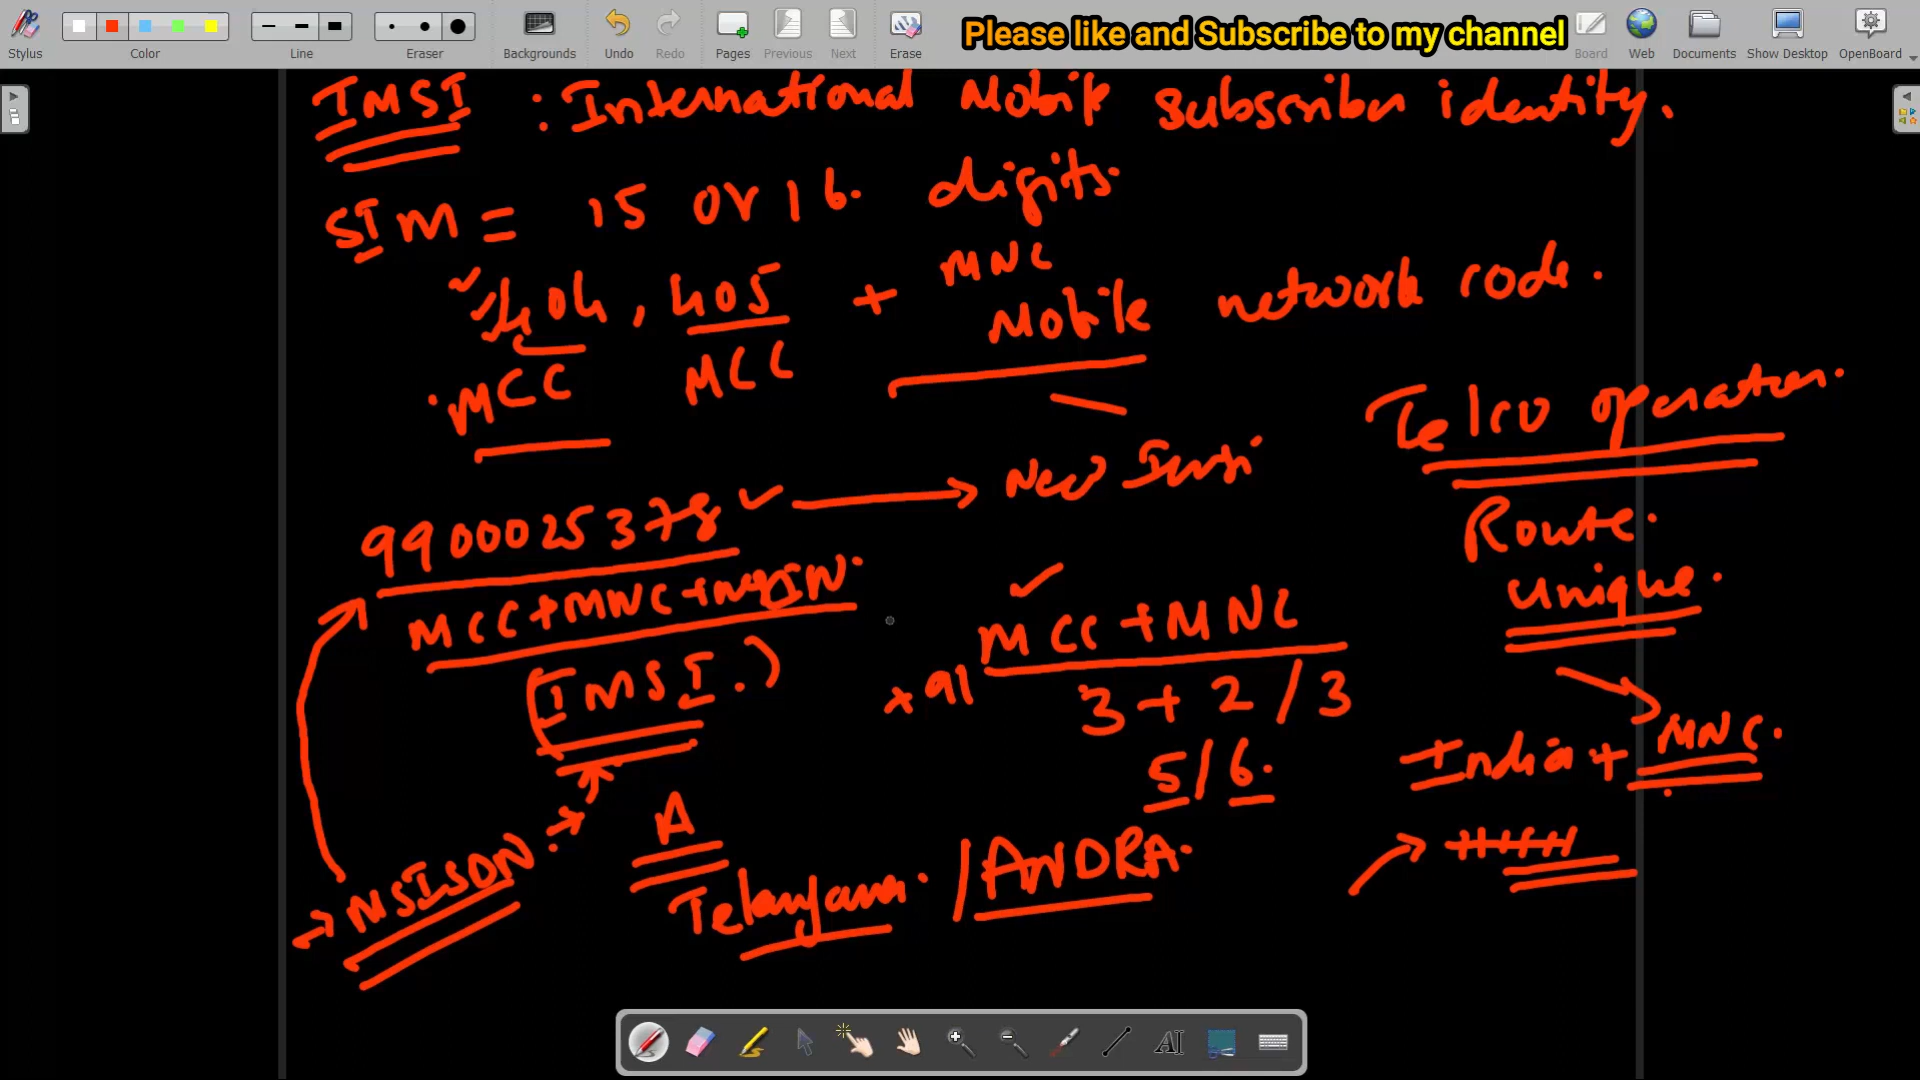 Stylus Color Line Eraser Backgrounds Undo Redo Pages Previous Next Erase Board Web Documents Show Desktop OpenBoard
Please like and Subscribe to my channel
IMSI : International Mobile Subscriber identity.
SIM = 15 or 16. digits.
404, 405 + MNC Mobile network code.
MCC MCC
Telco operator.
9900025378 → New Imsi
Route.
Unique.
MCC+MNC+MSIN.
MCC+MNC
(IMSI.)
+91
3+2/3
5/6.
India + MNC.
A
MSISDN.
Telangana. / ANDRA.
AI